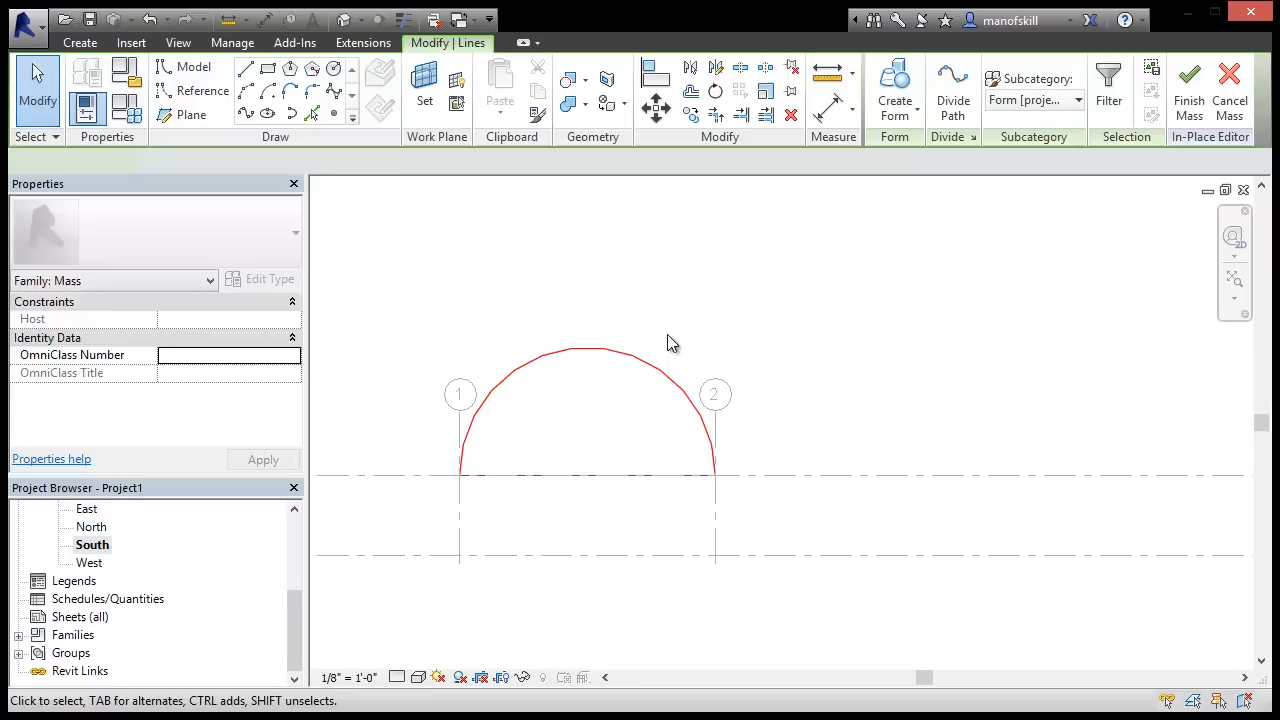 manofskill
Create Insert View Manage Add-Ins Extensions Modify | Lines
Modify
Select
Properties
Model
Reference
Plane
Draw
Set
Work Plane
Paste
Clipboard
Geometry
Modify
Measure
Create
Form
Form
Divide
Path
Divide
Subcategory:
Form [proje...
Subcategory
Filter
Selection
Finish
Mass
Cancel
Mass
In-Place Editor
Properties
Family: Mass
Edit Type
Constraints
Host
Identity Data
OmniClass Number
OmniClass Title
Properties help
Apply
Project Browser - Project1
East
North
South
West
Legends
Schedules/Quantities
Sheets (all)
Families
Groups
Revit Links
1
2
2D
1/8" = 1'-0"
Click to select, TAB for alternates, CTRL adds, SHIFT unselects.